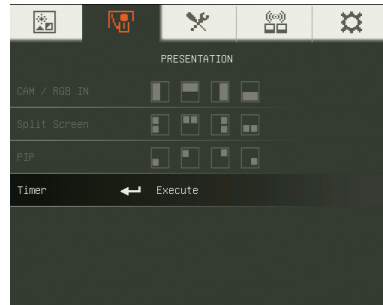 PRESENTATION
CAM / RGB IN
Split Screen
PIP
Timer Execute